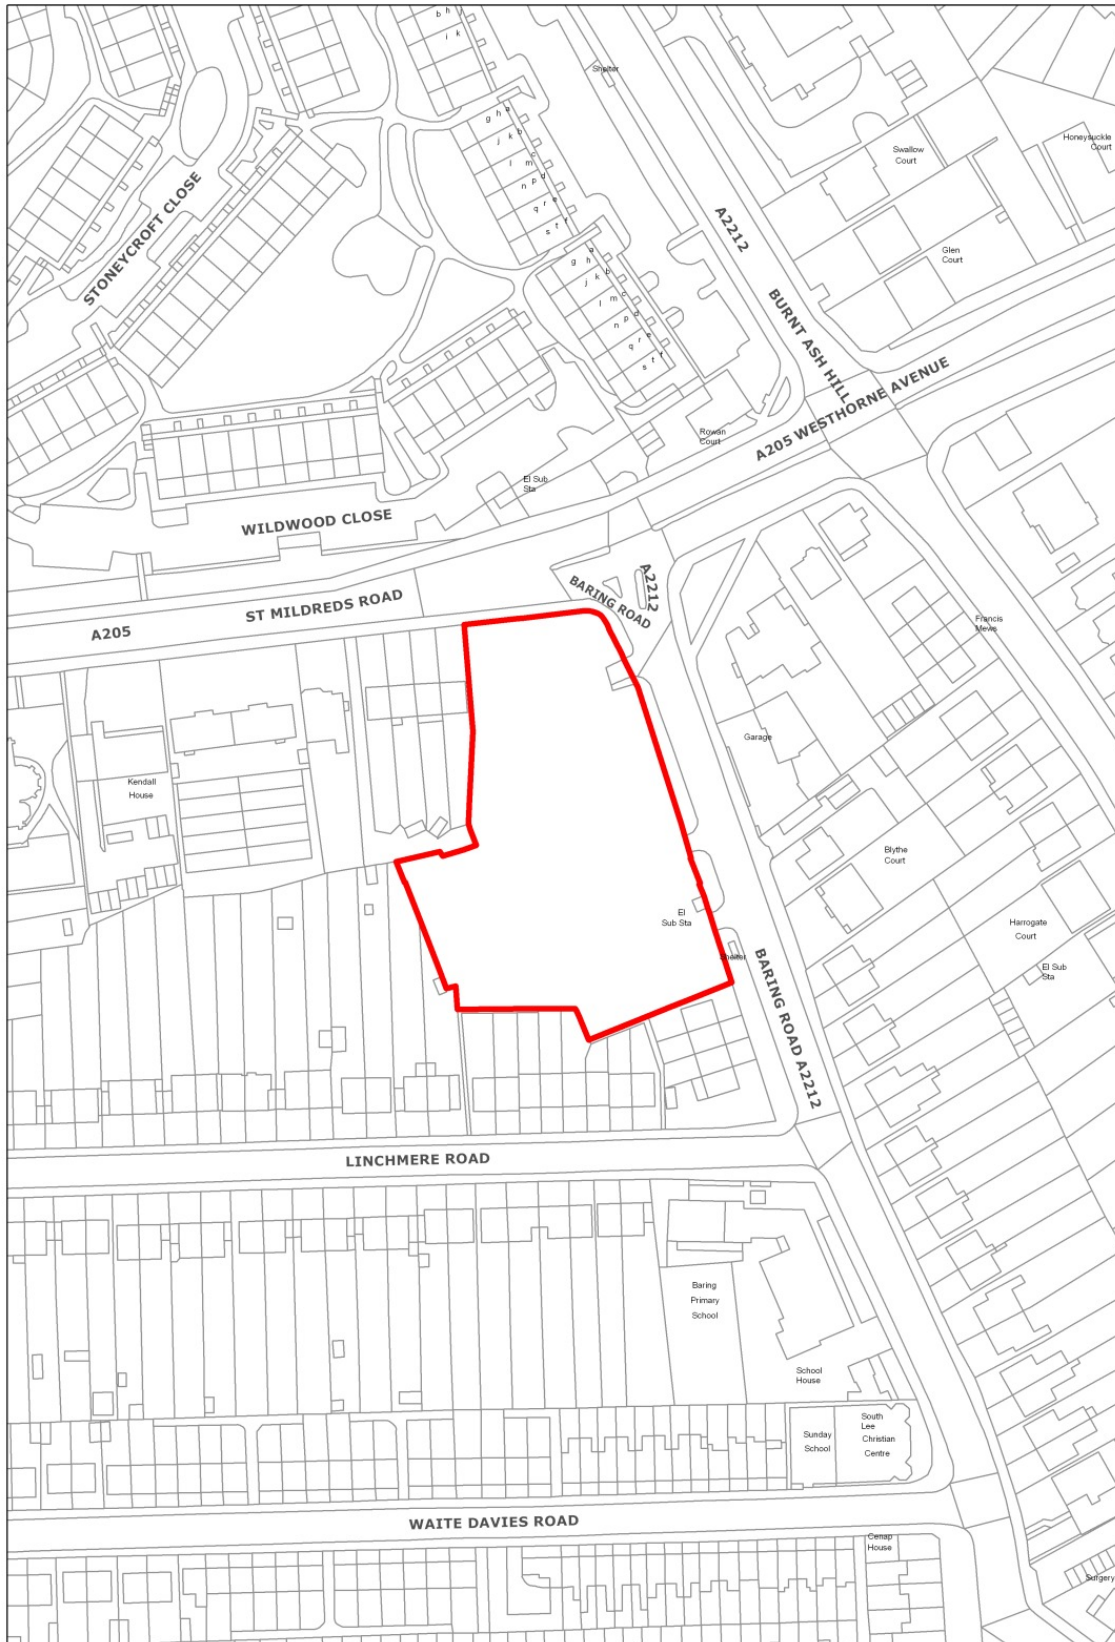 b h
i k
Shelter
g h a
j k b
l m c
n p d
q r e
s t f
a
g h
j k b
l m c
n p d
q r e
s t f
STONEYCROFT CLOSE
A2212
BURNT ASH HILL
Swallow
Court
Honeysuckle
Court
Glen
Court
A205 WESTHORNE AVENUE
Rowan
Court
El Sub
Sta
WILDWOOD CLOSE
A2212
BARING ROAD
ST MILDREDS ROAD
A205
Francis
Mews
Garage
Kendall
House
Blythe
Court
El
Sub Sta
Harrogate
Court
Shelter
El Sub
Sta
BARING ROAD A2212
LINCHMERE ROAD
Baring
Primary
School
School
House
South
Lee
Christian
Centre
Sunday
School
WAITE DAVIES ROAD
Cenap
House
Surgery